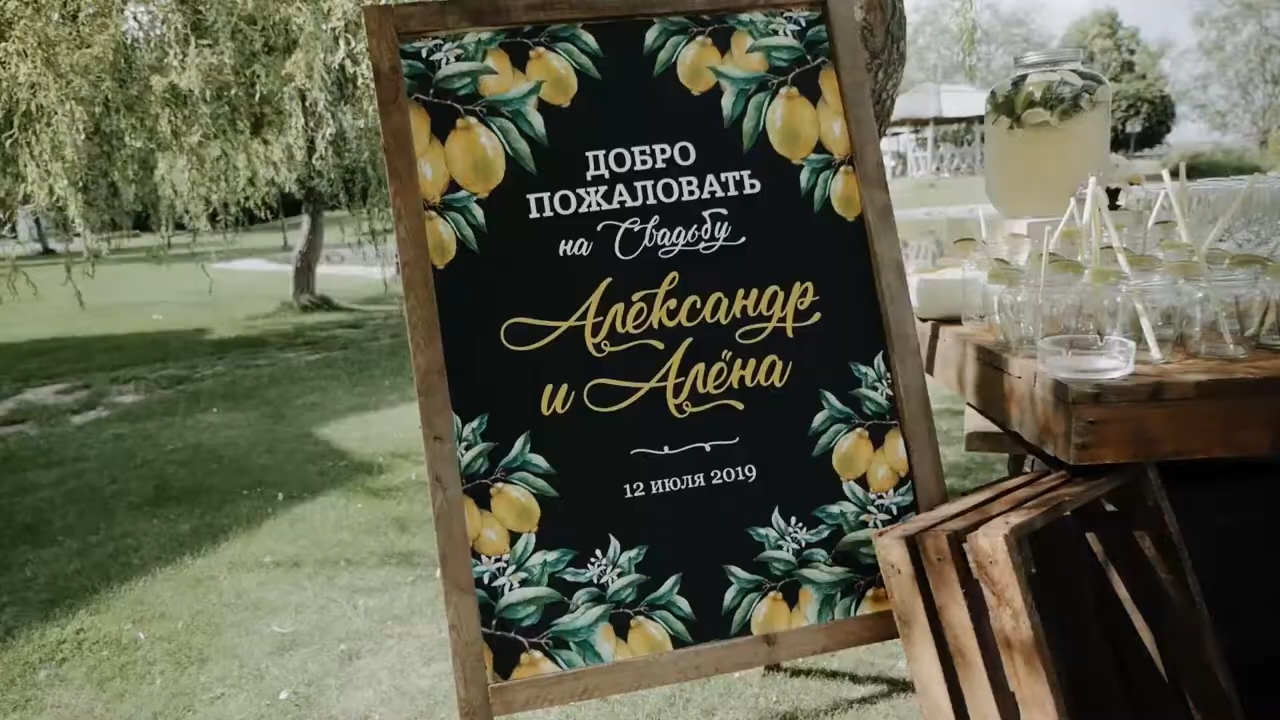 ДОБРО
ПОЖАЛОВАТЬ
на Свадьбу
Александр
и Алёна
12 июля 2019